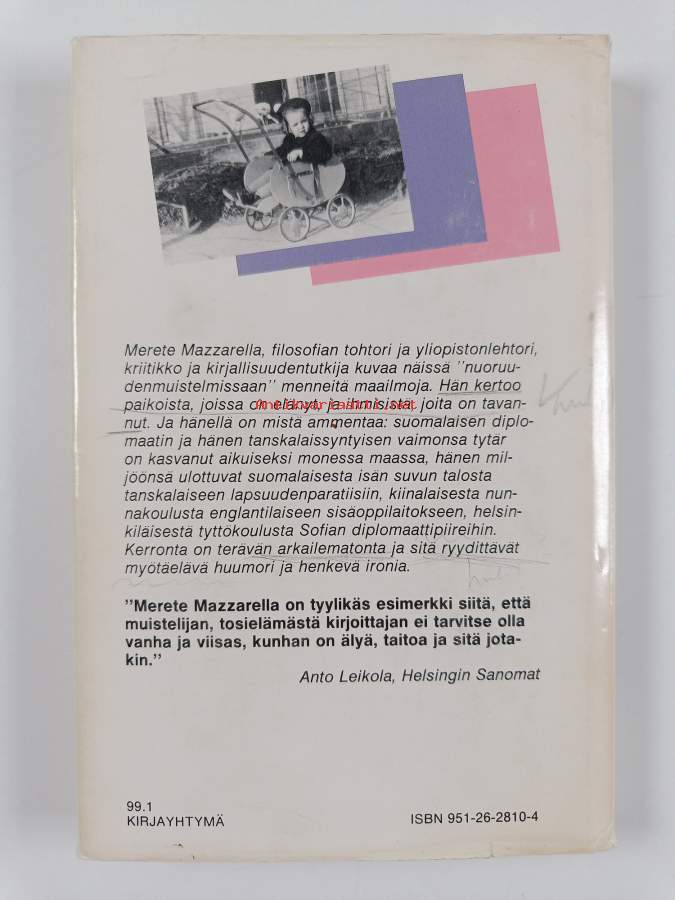 Merete Mazzarella, filosofian tohtori ja yliopistonlehtori,
kriitikko ja kirjallisuudentutkija kuvaa näissä "nuoruu-
denmuistelmissaan" menneitä maailmoja. Hän kertoo
paikoista, joissa on elänyt, ja ihmisistä joita on tavan-
nut. Ja hänellä on mistä ammentaa: suomalaisen diplo-
maatin ja hänen tanskalaissyntyisen vaimonsa tytär
on kasvanut aikuiseksi monessa maassa, hänen mil-
jöönsä ulottuvat suomalaisesta isän suvun talosta
tanskalaiseen lapsuudenparatiisiin, kiinalaisesta nun-
nakoulusta englantilaiseen sisäoppilaitokseen, helsin-
kiläisestä tyttökoulusta Sofian diplomaattipiireihin.
Kerronta on terävän arkailematonta ja sitä ryydittävät
myötäelävä huumori ja henkevä ironia.
"Merete Mazzarella on tyylikäs esimerkki siitä, että
muistelijan, tosielämästä kirjoittajan ei tarvitse olla
vanha ja viisas, kunhan on älyä, taitoa ja sitä jota-
kin."
Anto Leikola, Helsingin Sanomat
99.1
KIRJAYHTYMÄ
ISBN 951-26-2810-4